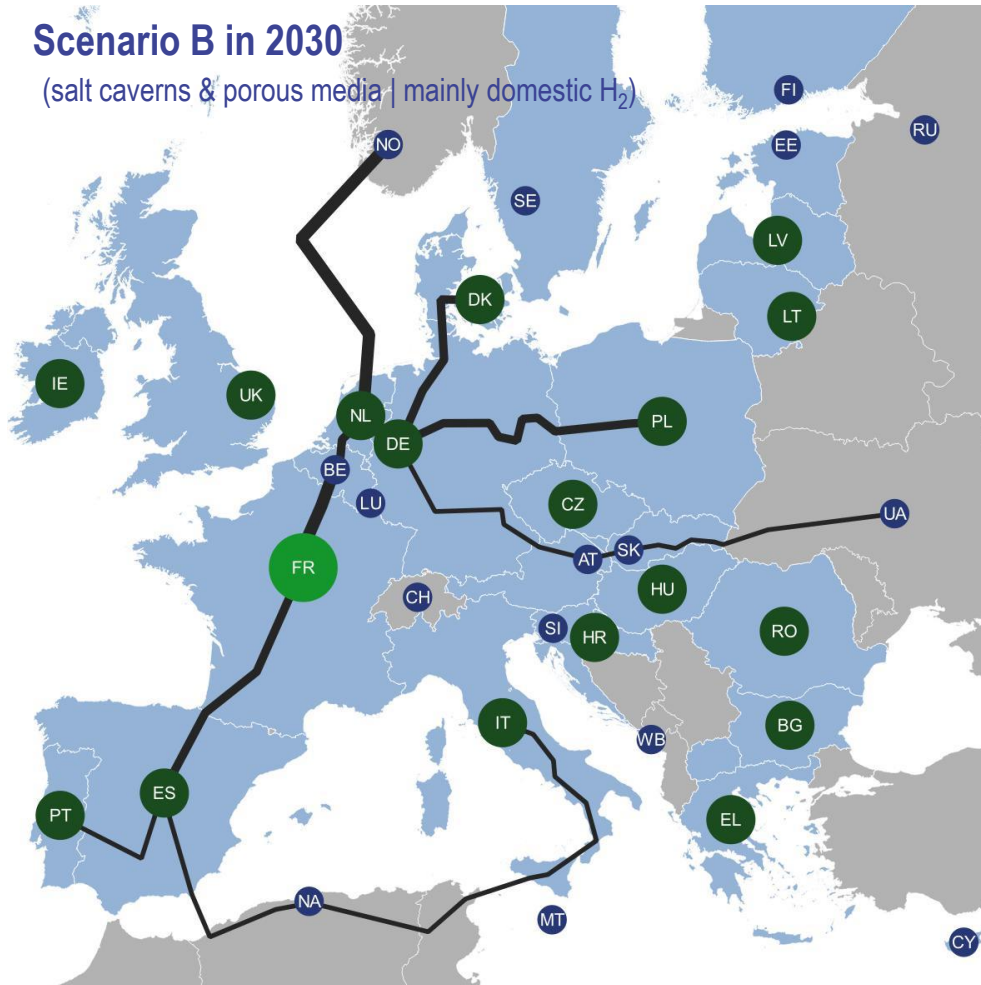 Scenario B in 2030
(salt caverns & porous media | mainly domestic H₂)
FI
RU
NO
EE
SE
LV
DK
LT
IE
UK
NL
PL
DE
BE
LU
CZ
UA
SK
AT
FR
CH
HU
SI
HR
RO
IT
BG
WB
ES
PT
EL
NA
MT
CY